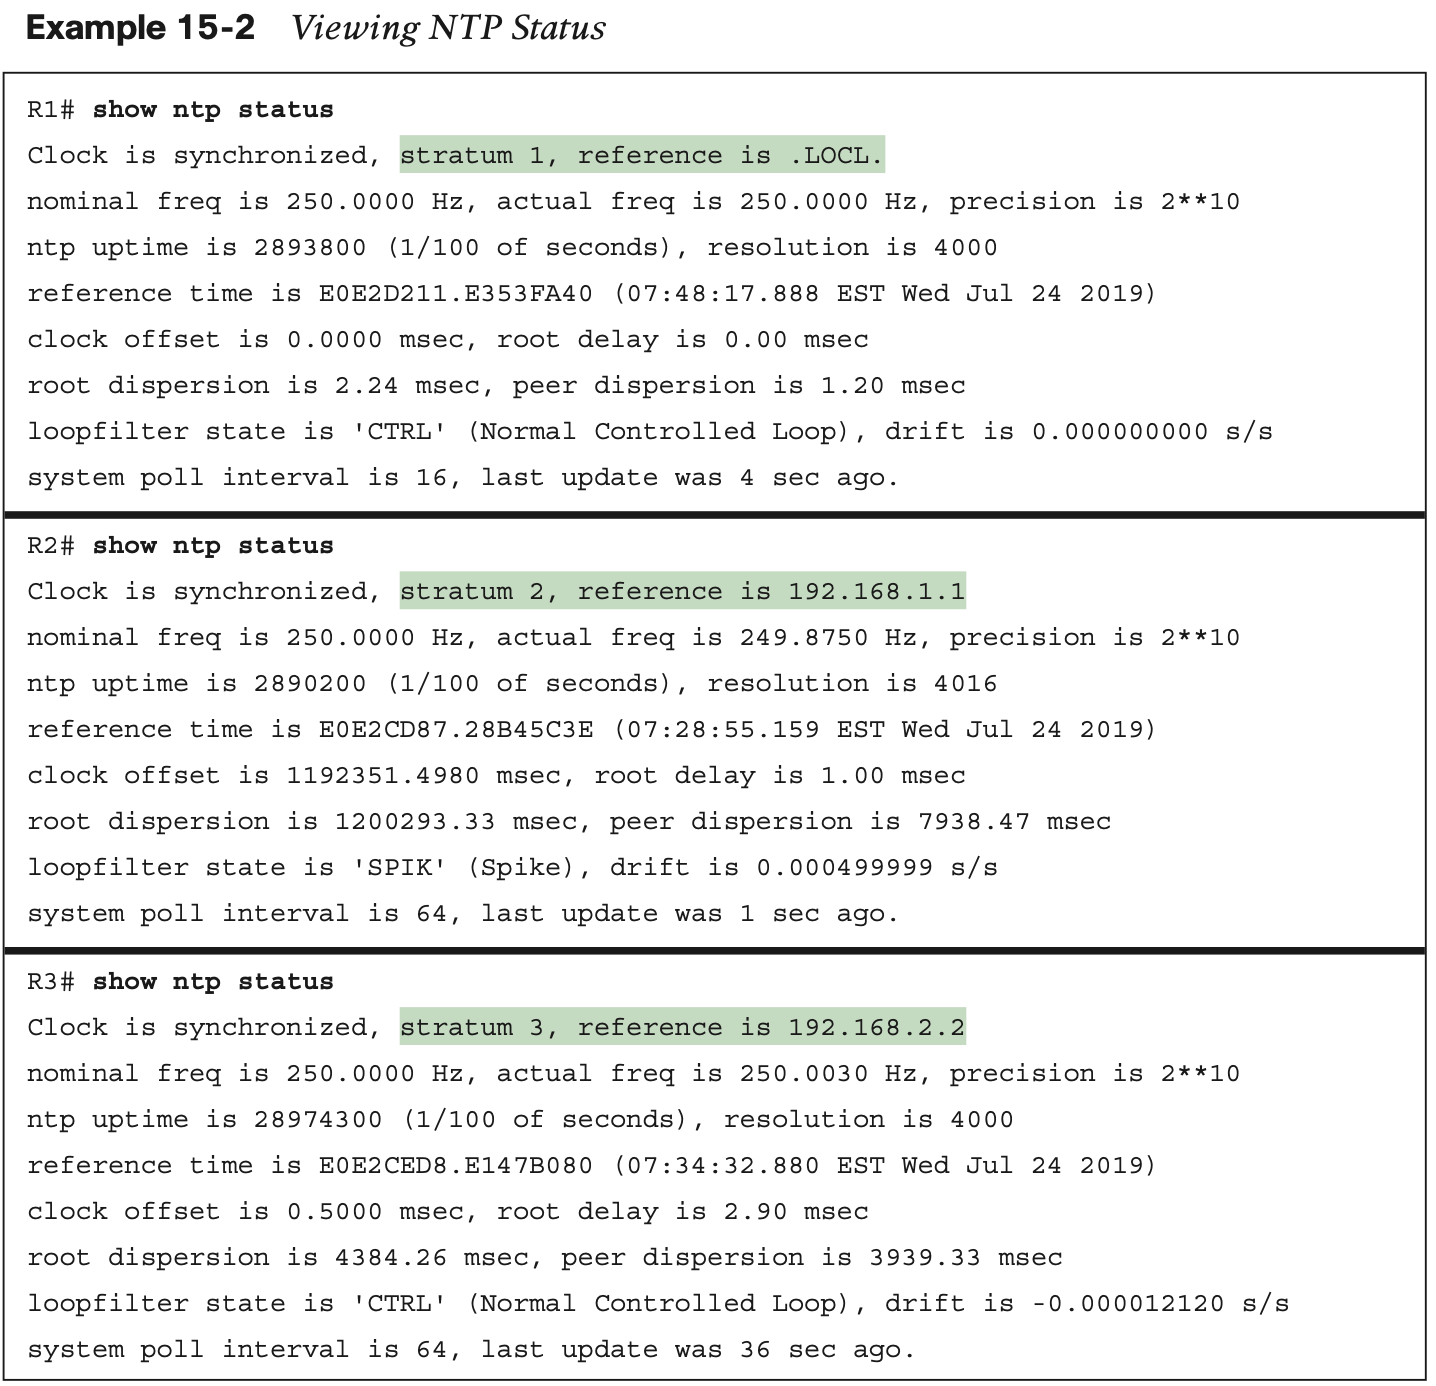 Example 15-2 Viewing NTP Status
R1# show ntp status
Clock is synchronized, stratum 1, reference is .LOCL.
nominal freq is 250.0000 Hz, actual freq is 250.0000 Hz, precision is 2**10
ntp uptime is 2893800 (1/100 of seconds), resolution is 4000
reference time is E0E2D211.E353FA40 (07:48:17.888 EST Wed Jul 24 2019)
clock offset is 0.0000 msec, root delay is 0.00 msec
root dispersion is 2.24 msec, peer dispersion is 1.20 msec
loopfilter state is 'CTRL' (Normal Controlled Loop), drift is 0.000000000 s/s
system poll interval is 16, last update was 4 sec ago.
R2# show ntp status
Clock is synchronized, stratum 2, reference is 192.168.1.1
nominal freq is 250.0000 Hz, actual freq is 249.8750 Hz, precision is 2**10
ntp uptime is 2890200 (1/100 of seconds), resolution is 4016
reference time is E0E2CD87.28B45C3E (07:28:55.159 EST Wed Jul 24 2019)
clock offset is 1192351.4980 msec, root delay is 1.00 msec
root dispersion is 1200293.33 msec, peer dispersion is 7938.47 msec
loopfilter state is 'SPIK' (Spike), drift is 0.000499999 s/s
system poll interval is 64, last update was 1 sec ago.
R3# show ntp status
Clock is synchronized, stratum 3, reference is 192.168.2.2
nominal freq is 250.0000 Hz, actual freq is 250.0030 Hz, precision is 2**10
ntp uptime is 28974300 (1/100 of seconds), resolution is 4000
reference time is E0E2CED8.E147B080 (07:34:32.880 EST Wed Jul 24 2019)
clock offset is 0.5000 msec, root delay is 2.90 msec
root dispersion is 4384.26 msec, peer dispersion is 3939.33 msec
loopfilter state is 'CTRL' (Normal Controlled Loop), drift is -0.000012120 s/s
system poll interval is 64, last update was 36 sec ago.